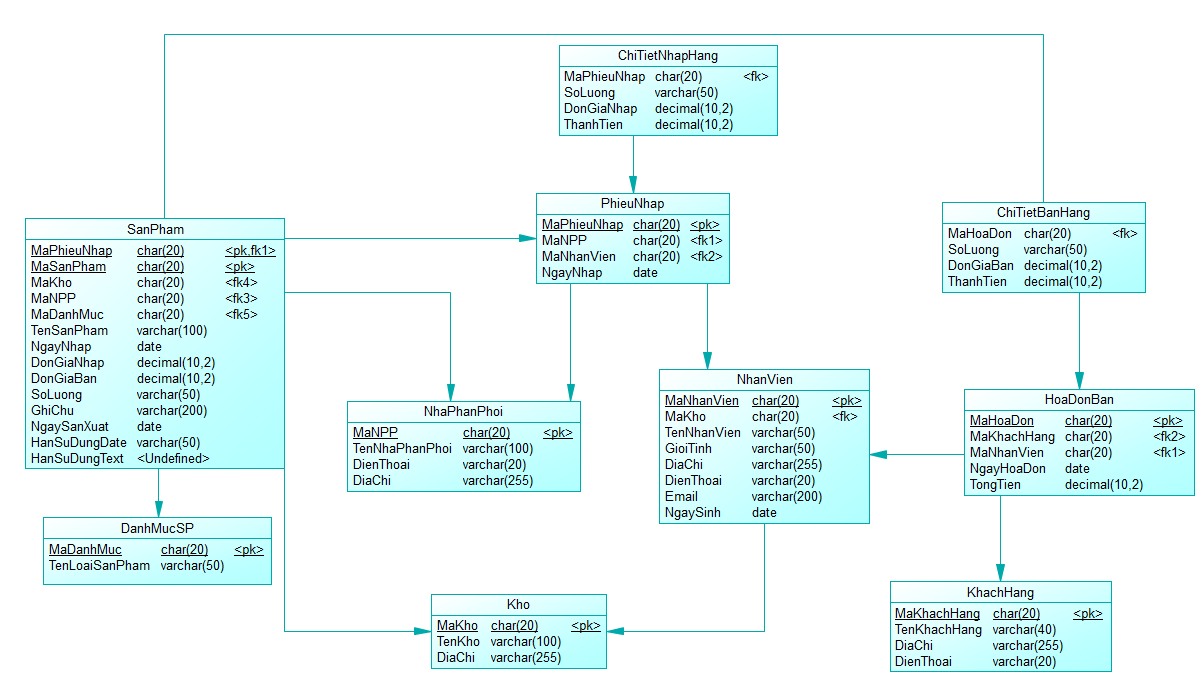 ChiTietNhapHang
MaPhieuNhap char(20) <fk>
SoLuong varchar(50)
DonGiaNhap decimal(10,2)
ThanhTien decimal(10,2)
PhieuNhap
MaPhieuNhap char(20) <pk>
MaNPP char(20) <fk1>
MaNhanVien char(20) <fk2>
NgayNhap date
ChiTietBanHang
MaHoaDon char(20) <fk>
SoLuong varchar(50)
DonGiaBan decimal(10,2)
ThanhTien decimal(10,2)
SanPham
MaPhieuNhap char(20) <pk,fk1>
MaSanPham char(20) <pk>
MaKho char(20) <fk4>
MaNPP char(20) <fk3>
MaDanhMuc char(20) <fk5>
TenSanPham varchar(100)
NgayNhap date
DonGiaNhap decimal(10,2)
DonGiaBan decimal(10,2)
SoLuong varchar(50)
GhiChu varchar(200)
NgaySanXuat date
HanSuDungDate varchar(50)
HanSuDungText <Undefined>
NhaPhanPhoi
MaNPP char(20) <pk>
TenNhaPhanPhoi varchar(100)
DienThoai varchar(20)
DiaChi varchar(255)
NhanVien
MaNhanVien char(20) <pk>
MaKho char(20) <fk>
TenNhanVien varchar(50)
GioiTinh varchar(50)
DiaChi varchar(255)
DienThoai varchar(20)
Email varchar(200)
NgaySinh date
HoaDonBan
MaHoaDon char(20) <pk>
MaKhachHang char(20) <fk2>
MaNhanVien char(20) <fk1>
NgayHoaDon date
TongTien decimal(10,2)
DanhMucSP
MaDanhMuc char(20) <pk>
TenLoaiSanPham varchar(50)
Kho
MaKho char(20) <pk>
TenKho varchar(100)
DiaChi varchar(255)
KhachHang
MaKhachHang char(20) <pk>
TenKhachHang varchar(40)
DiaChi varchar(255)
DienThoai varchar(20)